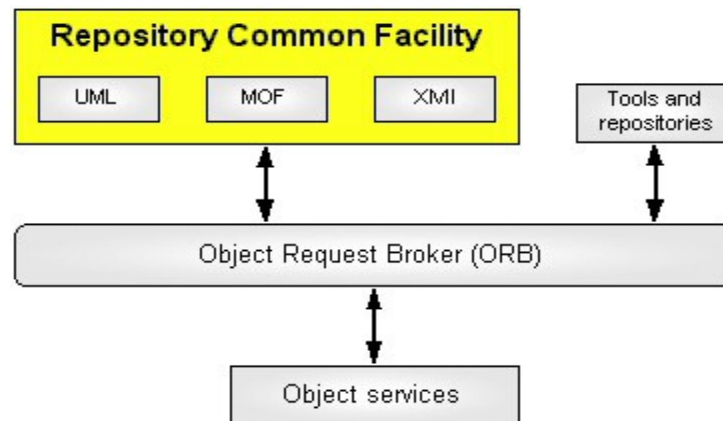 Repository Common Facility
UML
MOF
XMI
Tools and
repositories
Object Request Broker (ORB)
Object services